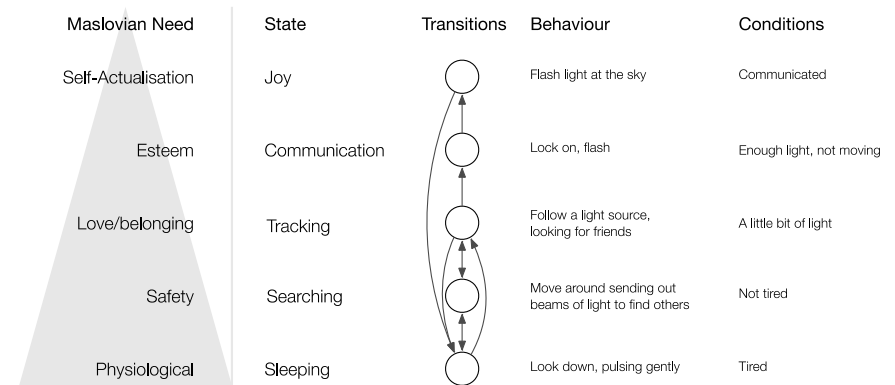 Maslovian Need State Transitions Behaviour Conditions
Self-Actualisation Joy Flash light at the sky Communicated
Esteem Communication Lock on, flash Enough light, not moving
Love/belonging Tracking Follow a light source, A little bit of light
looking for friends
Safety Searching Move around sending out Not tired
beams of light to find others
Physiological Sleeping Look down, pulsing gently Tired